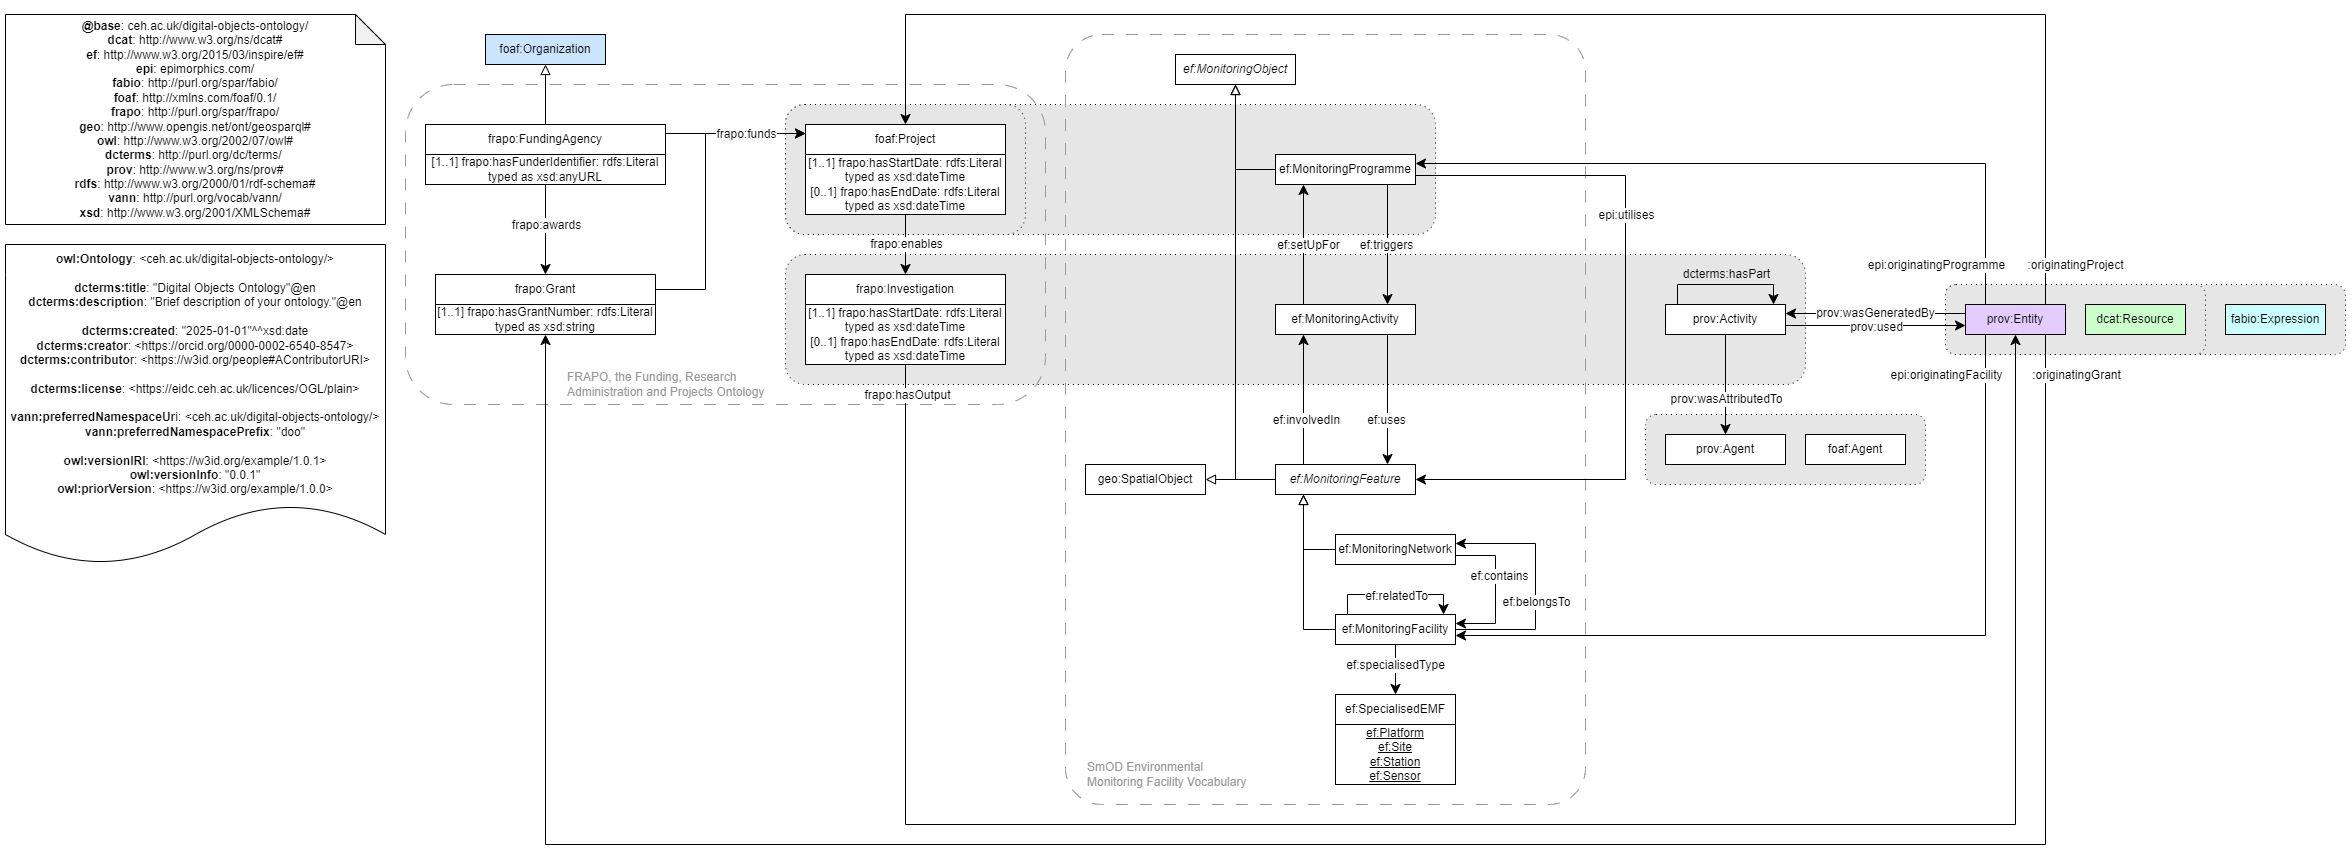 @base: ceh.ac.uk/digital-objects-ontology/
dcat: http://www.w3.org/ns/dcat#
ef: http://www.w3.org/2015/03/inspire/ef#
epi: epimorphics.com/
fabio: http://purl.org/spar/fabio/
foaf: http://xmlns.com/foaf/0.1/
frapo: http://purl.org/spar/frapo/
geo: http://www.opengis.net/ont/geosparql#
owl: http://www.w3.org/2002/07/owl#
dcterms: http://purl.org/dc/terms/
prov: http://www.w3.org/ns/prov#
rdfs: http://www.w3.org/2000/01/rdf-schema#
vann: http://purl.org/vocab/vann/
xsd: http://www.w3.org/2001/XMLSchema#
owl:Ontology: <ceh.ac.uk/digital-objects-ontology/>
dcterms:title: "Digital Objects Ontology"@en
dcterms:description: "Brief description of your ontology."@en
dcterms:created: "2025-01-01"^^xsd:date
dcterms:creator: <https://orcid.org/0000-0002-6540-8547>
dcterms:contributor: <https://w3id.org/people#AContributorURI>
dcterms:license: <https://eidc.ceh.ac.uk/licences/OGL/plain>
vann:preferredNamespaceUri: <ceh.ac.uk/digital-objects-ontology/>
vann:preferredNamespacePrefix: "doo"
owl:versionIRI: <https://w3id.org/example/1.0.1>
owl:versionInfo: "0.0.1"
owl:priorVersion: <https://w3id.org/example/1.0.0>
foaf:Organization
frapo:FundingAgency
[1..1] frapo:hasFunderIdentifier: rdfs:Literal
typed as xsd:anyURL
frapo:awards
frapo:Grant
[1..1] frapo:hasGrantNumber: rdfs:Literal
typed as xsd:string
FRAPO, the Funding, Research
Administration and Projects Ontology
frapo:funds
foaf:Project
[1..1] frapo:hasStartDate: rdfs:Literal
typed as xsd:dateTime
[0..1] frapo:hasEndDate: rdfs:Literal
typed as xsd:dateTime
frapo:enables
frapo:Investigation
[1..1] frapo:hasStartDate: rdfs:Literal
typed as xsd:dateTime
[0..1] frapo:hasEndDate: rdfs:Literal
typed as xsd:dateTime
frapo:hasOutput
ef:MonitoringObject
ef:MonitoringProgramme
ef:setUpFor
ef:triggers
ef:MonitoringActivity
ef:involvedIn
ef:uses
geo:SpatialObject
ef:MonitoringFeature
ef:MonitoringNetwork
ef:contains
ef:relatedTo
ef:belongsTo
ef:MonitoringFacility
ef:specialisedType
ef:SpecialisedEMF
ef:Platform
ef:Site
ef:Station
ef:Sensor
SmOD Environmental
Monitoring Facility Vocabulary
epi:utilises
dcterms:hasPart
prov:Activity
prov:wasAttributedTo
prov:Agent
foaf:Agent
epi:originatingProgramme
:originatingProject
prov:wasGeneratedBy
prov:used
prov:Entity
dcat:Resource
fabio:Expression
epi:originatingFacility
:originatingGrant